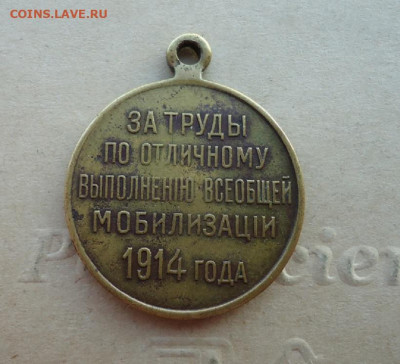 COINS.LAVE.RU
ЗА ТРУДЫ
ПО ОТЛИЧНОМУ
ВЫПОЛНЕНІЮ ВСЕОБЩЕЙ
МОБИЛИЗАЦІИ
1914 ГОДА